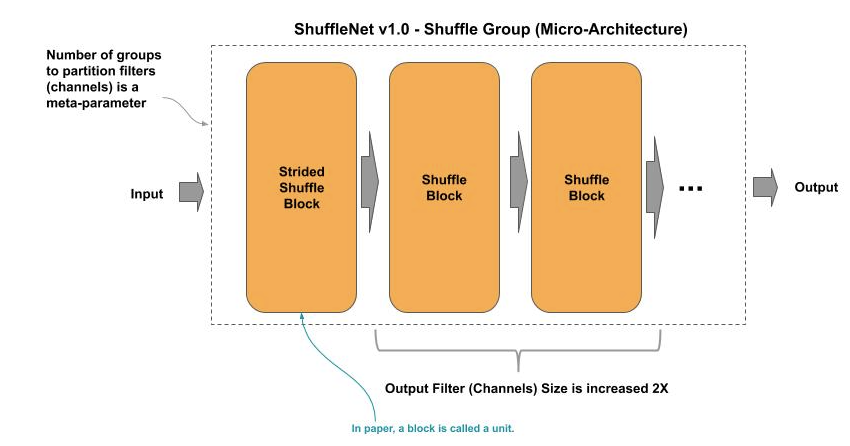 ShuffleNet v1.0 - Shuffle Group (Micro-Architecture)
Number of groups
to partition filters
(channels) is a
meta-parameter
Input
Strided
Shuffle
Block
Shuffle
Block
Shuffle
Block
...
Output
Output Filter (Channels) Size is increased 2X
In paper, a block is called a unit.